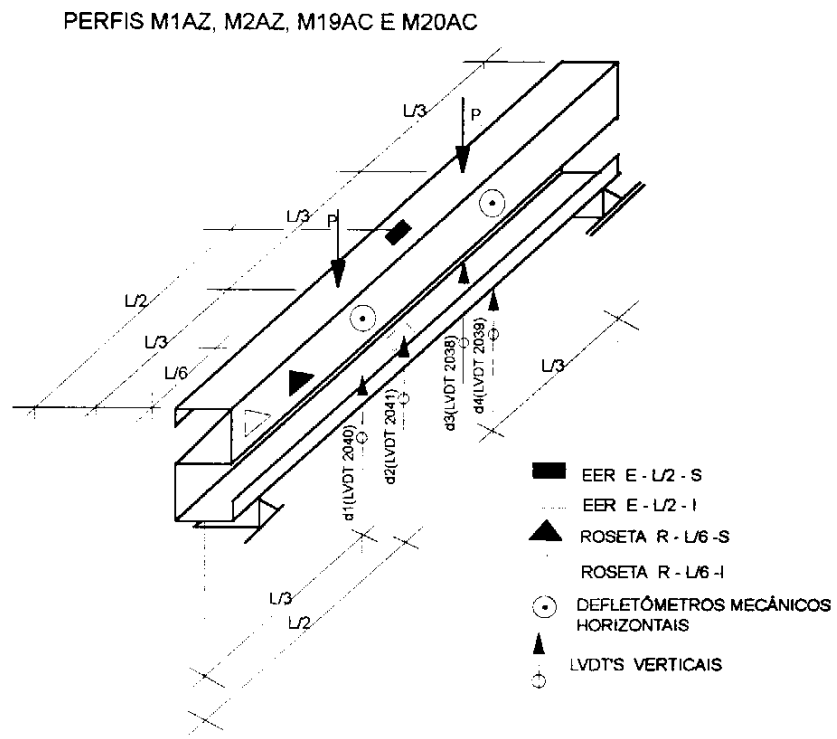 PERFIS M1AZ, M2AZ, M19AC E M20AC
L/3
P
L/3
P
L/2
L/3
L/6
d1(LVDT 2040)
d2(LVDT 2041)
d3(LVDT 2038)
d4(LVDT 2039)
L/3
L/3
L/2
EER E - L/2 - S
EER E - L/2 - I
ROSETA R - L/6 -S
ROSETA R - L/6 -I
DEFLETÔMETROS MECÂNICOS
HORIZONTAIS
LVDT'S VERTICAIS